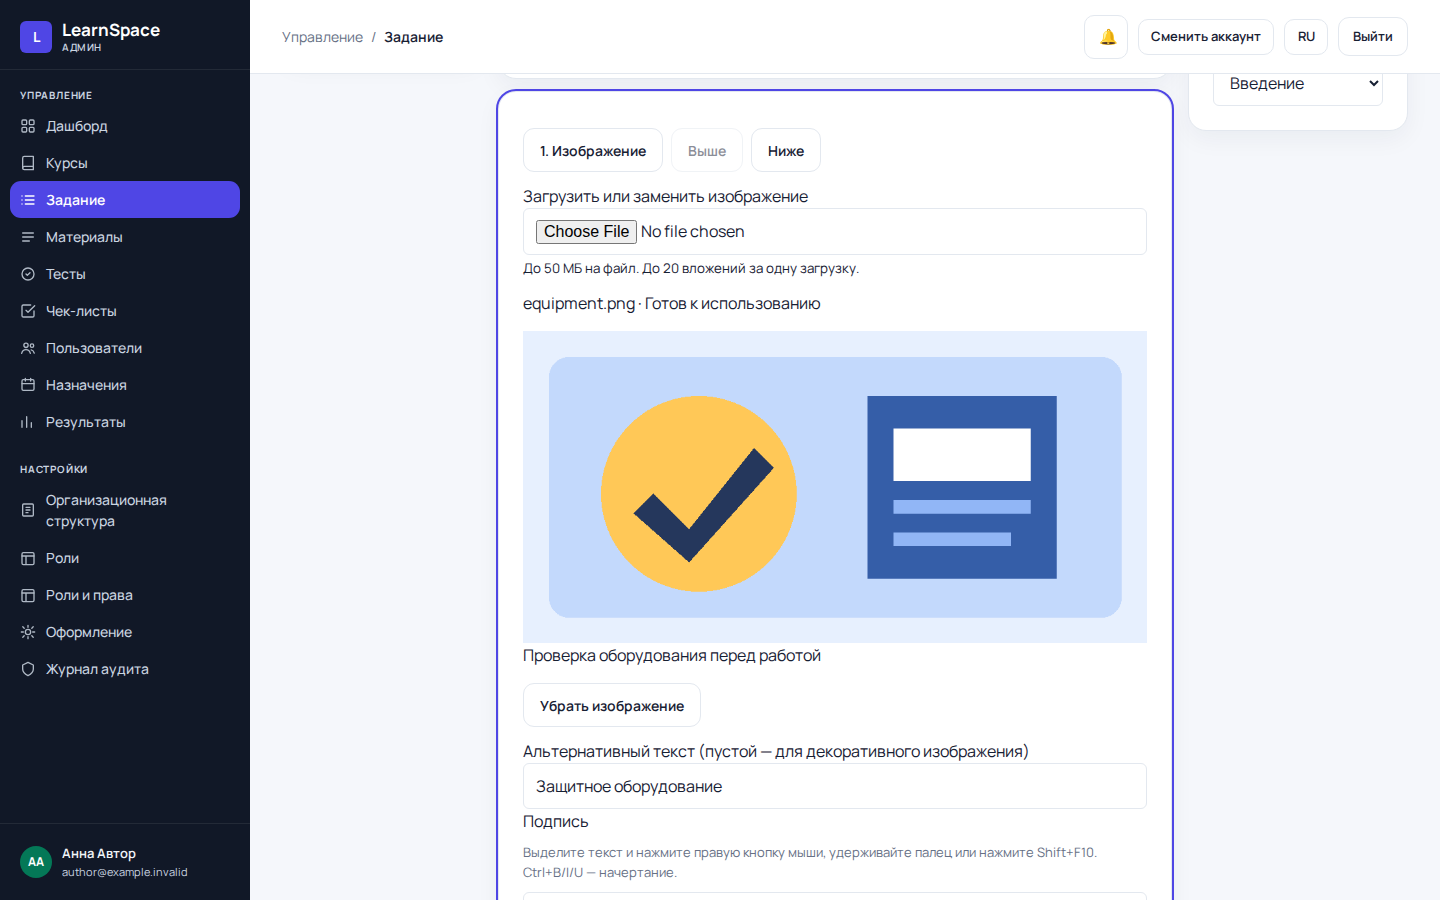 L
LearnSpace
АДМИН
УПРАВЛЕНИЕ
Дашборд
Курсы
Задание
Материалы
Тесты
Чек-листы
Пользователи
Назначения
Результаты
НАСТРОЙКИ
Организационная
структура
Роли
Роли и права
Оформление
Журнал аудита
AA
Анна Автор
author@example.invalid
Управление / Задание
Сменить аккаунт
RU
Выйти
Введение
1. Изображение
Выше
Ниже
Загрузить или заменить изображение
Choose File No file chosen
До 50 МБ на файл. До 20 вложений за одну загрузку.
equipment.png · Готов к использованию
Проверка оборудования перед работой
Убрать изображение
Альтернативный текст (пустой — для декоративного изображения)
Защитное оборудование
Подпись
Выделите текст и нажмите правую кнопку мыши, удерживайте палец или нажмите Shift+F10.
Ctrl+B/I/U — начертание.